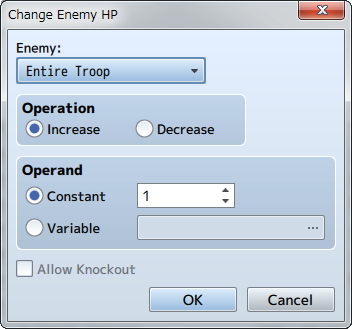 Change Enemy HP
Enemy:
Entire Troop
Operation
Increase Decrease
Operand
Constant 1
Variable ...
Allow Knockout
OK Cancel